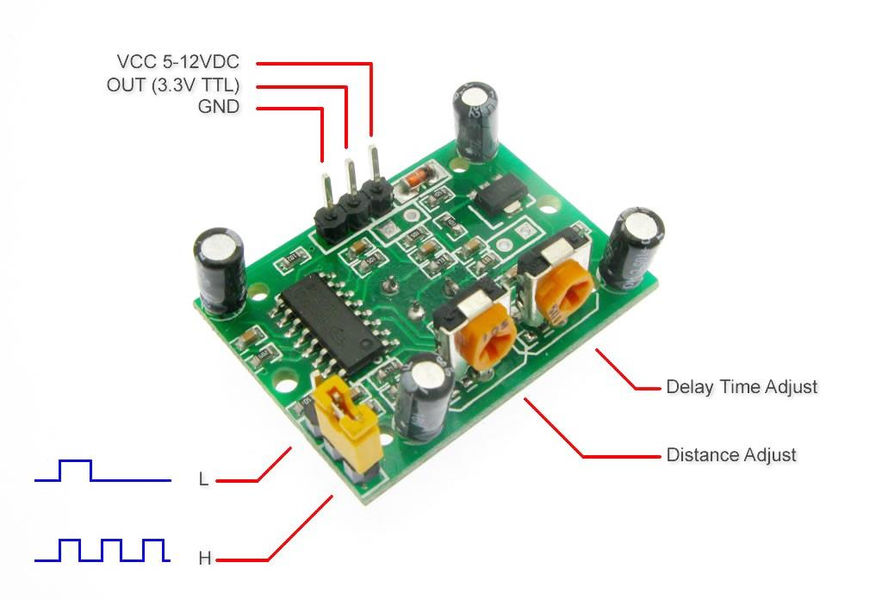 VCC 5-12VDC
OUT (3.3V TTL)
GND
Delay Time Adjust
Distance Adjust
L
H